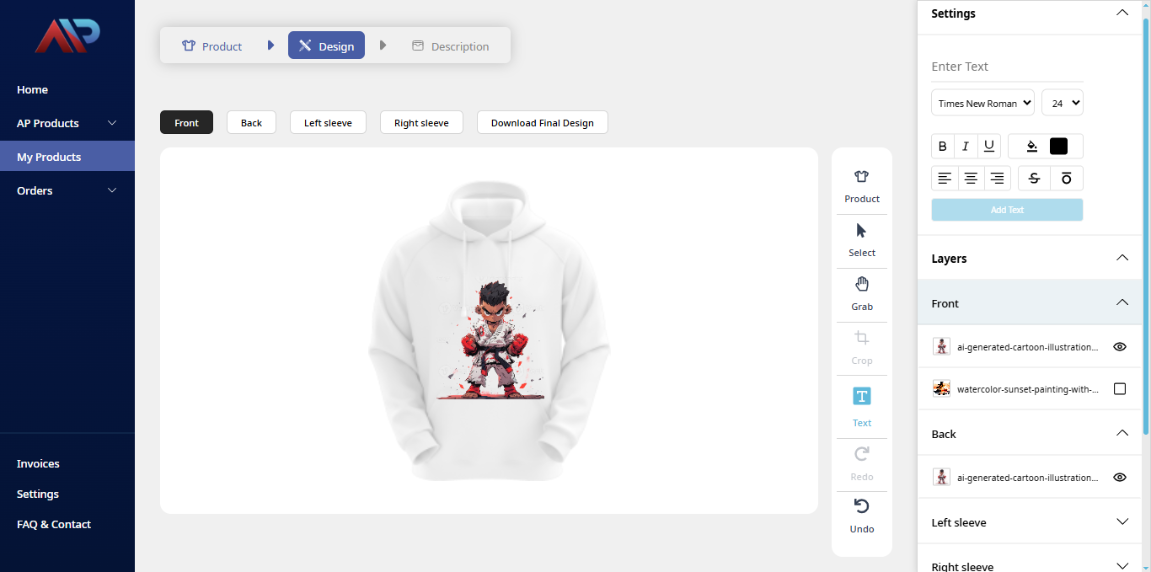 AP
Home
AP Products
My Products
Orders
Invoices
Settings
FAQ & Contact
Product
Design
Description
Front
Back
Left sleeve
Right sleeve
Download Final Design
Product
Select
Grab
Crop
T
Text
Redo
Undo
Settings
Enter Text
Times New Roman
24
B I U
S O
Add Text
Layers
Front
ai-generated-cartoon-illustration...
watercolor-sunset-painting-with-...
Back
ai-generated-cartoon-illustration...
Left sleeve
Right sleeve